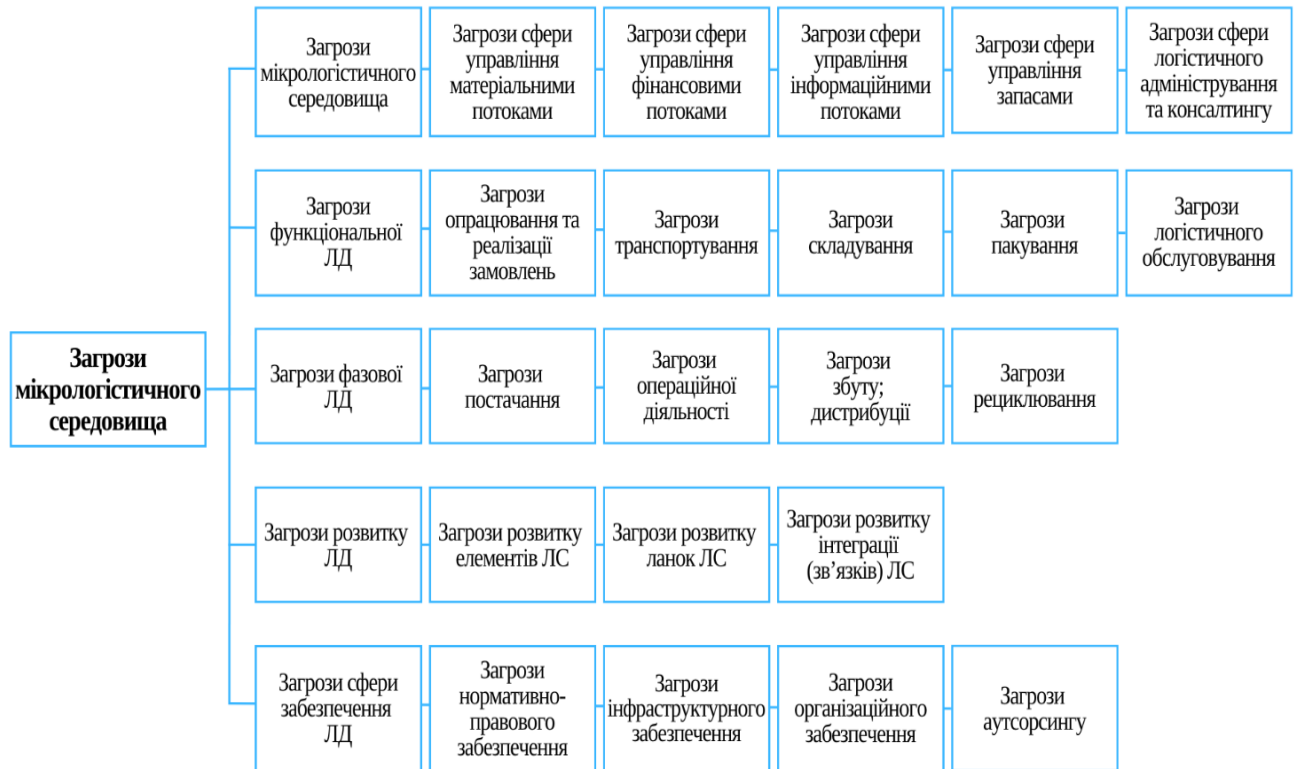 Загрози
мікрологістичного
середовища
Загрози
мікрологістичного
середовища
Загрози сфери
управління
матеріальними
потоками
Загрози сфери
управління
фінансовими
потоками
Загрози сфери
управління
інформаційними
потоками
Загрози сфери
управління
запасами
Загрози сфери
логістичного
адміністрування
та консалтингу
Загрози
функціональної
ЛД
Загрози
опрацювання та
реалізації
замовлень
Загрози
транспортування
Загрози
складування
Загрози
пакування
Загрози
логістичного
обслуговування
Загрози фазової
ЛД
Загрози
постачання
Загрози
операційної
діяльності
Загрози
збуту;
дистрибуції
Загрози
рециклювання
Загрози розвитку
ЛД
Загрози розвитку
елементів ЛС
Загрози розвитку
ланок ЛС
Загрози розвитку
інтеграції
(зв’язків) ЛС
Загрози сфери
забезпечення
ЛД
Загрози
нормативно-
правового
забезпечення
Загрози
інфраструктурного
забезпечення
Загрози
організаційного
забезпечення
Загрози
аутсорсингу